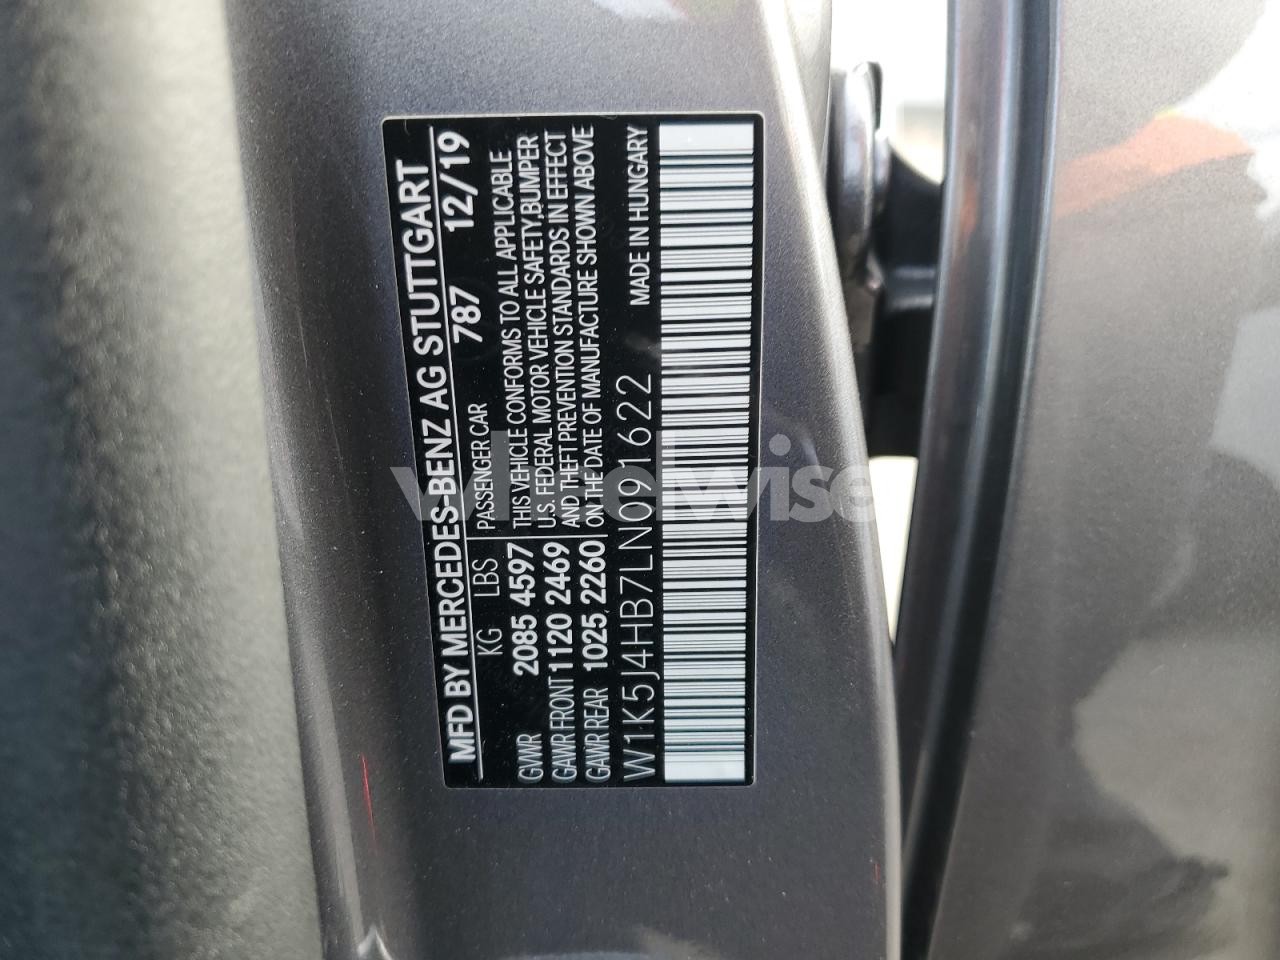 MFD BY MERCEDES-BENZ AG STUTTGART
KG LBS PASSENGER CAR 787 12/19
GVWR 2085 4597 THIS VEHICLE CONFORMS TO ALL APPLICABLE
GAWR FRONT 1120 2469 U.S. FEDERAL MOTOR VEHICLE SAFETY,BUMPER
AND THEFT PREVENTION STANDARDS IN EFFECT
GAWR REAR 1025 2260 ON THE DATE OF MANUFACTURE SHOWN ABOVE
W1K5J4HB7LN091622 MADE IN HUNGARY
wheelwise